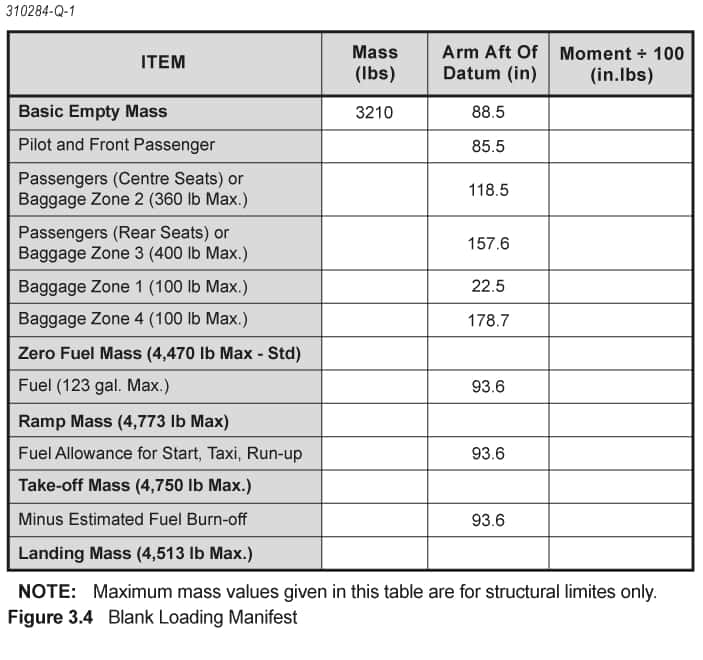 310284-Q-1
ITEM
Mass
(lbs)
Arm Aft Of
Datum (in)
Moment ÷ 100
(in.lbs)
Basic Empty Mass 3210 88.5
Pilot and Front Passenger 85.5
Passengers (Centre Seats) or
Baggage Zone 2 (360 lb Max.) 118.5
Passengers (Rear Seats) or
Baggage Zone 3 (400 lb Max.) 157.6
Baggage Zone 1 (100 lb Max.) 22.5
Baggage Zone 4 (100 lb Max.) 178.7
Zero Fuel Mass (4,470 lb Max - Std)
Fuel (123 gal. Max.) 93.6
Ramp Mass (4,773 lb Max)
Fuel Allowance for Start, Taxi, Run-up 93.6
Take-off Mass (4,750 lb Max.)
Minus Estimated Fuel Burn-off 93.6
Landing Mass (4,513 lb Max.)
NOTE: Maximum mass values given in this table are for structural limites only.
Figure 3.4 Blank Loading Manifest